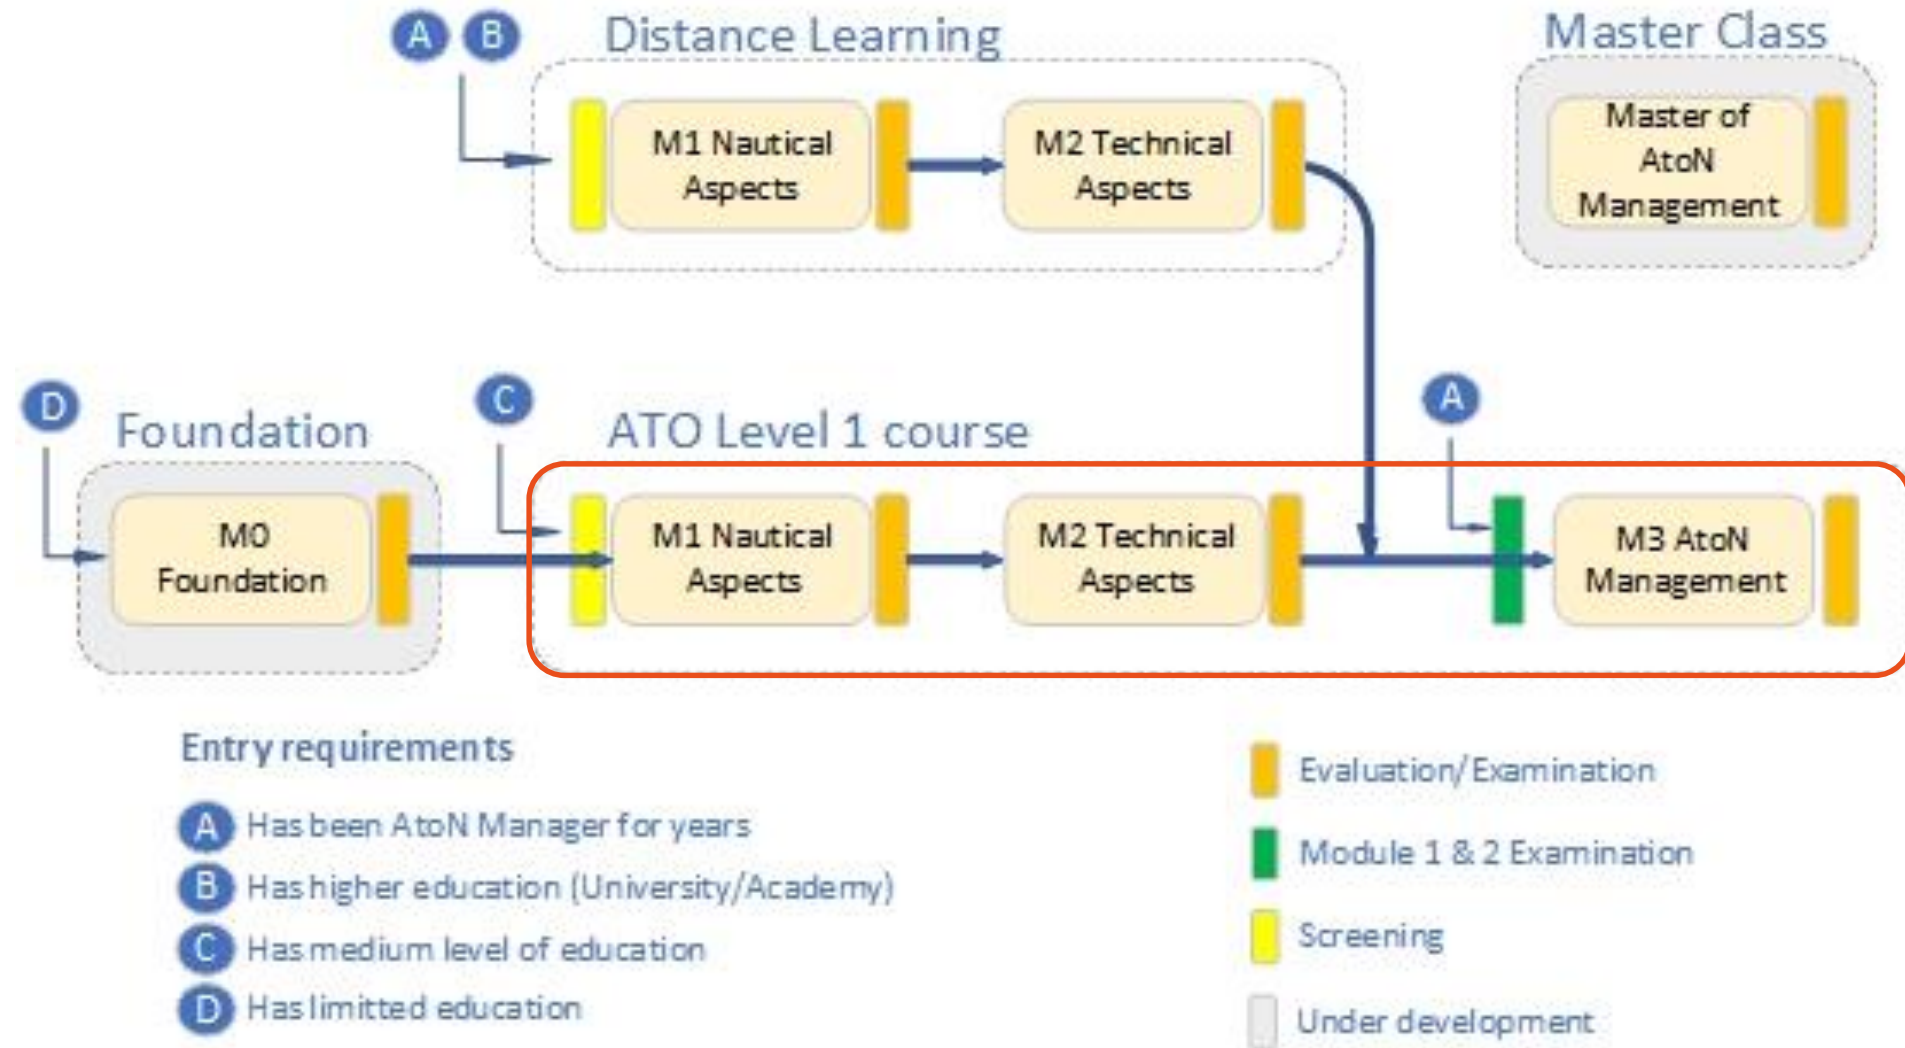 A B
Distance Learning
Master Class
M1 Nautical
Aspects
M2 Technical
Aspects
Master of
AtoN
Management
D
Foundation
C
ATO Level 1 course
A
M0
Foundation
M1 Nautical
Aspects
M2 Technical
Aspects
M3 AtoN
Management
Entry requirements
A Has been AtoN Manager for years
B Has higher education (University/Academy)
C Has medium level of education
D Has limitted education
Evaluation/Examination
Module 1 & 2 Examination
Screening
Under development